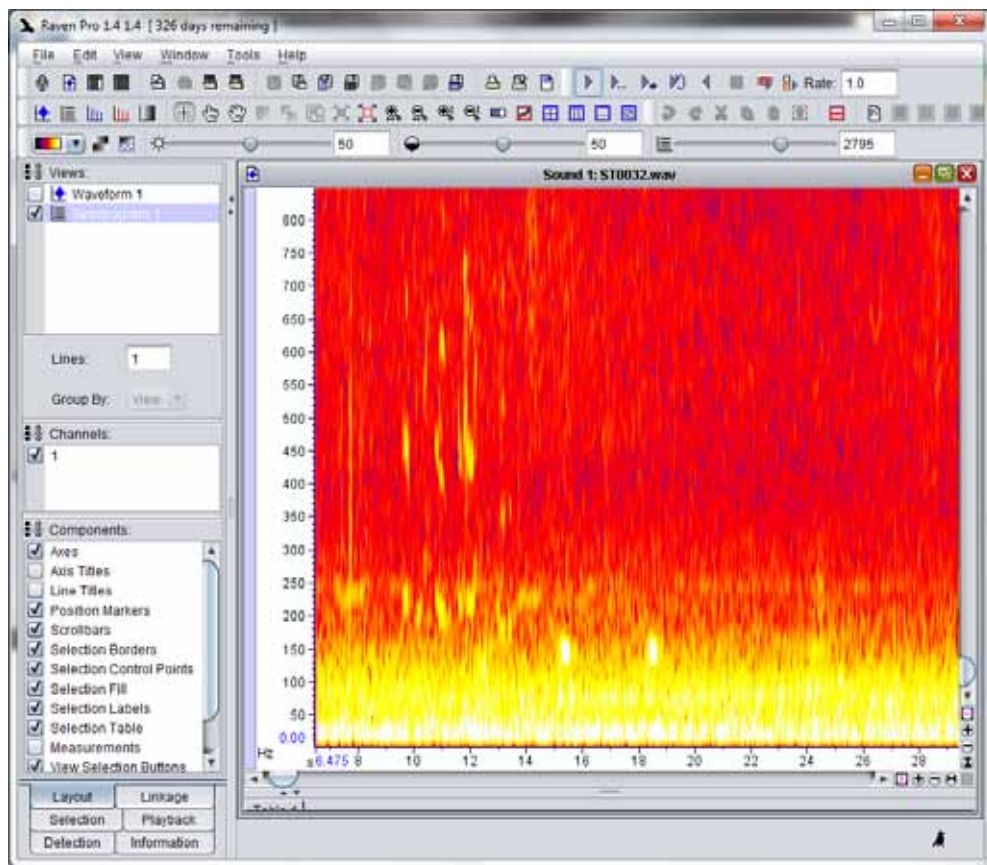 Raven Pro 1.4 1.4 [ 326 days remaining ]
File Edit View Window Tools Help
Rate: 1.0
50 50 2795
Views:
Waveform 1
Spectrogram 1
Lines: 1
Group By: View
Channels:
1
Components:
Axes
Axis Titles
Line Titles
Position Markers
Scrollbars
Selection Borders
Selection Control Points
Selection Fill
Selection Labels
Selection Table
Measurements
View Selection Buttons
Layout Linkage
Selection Playback
Detection Information
Sound 1: ST0032.wav
800
750
700
650
600
550
500
450
400
350
300
250
200
150
100
50
0.00
Hz
s 6.475 8 10 12 14 16 18 20 22 24 26 28